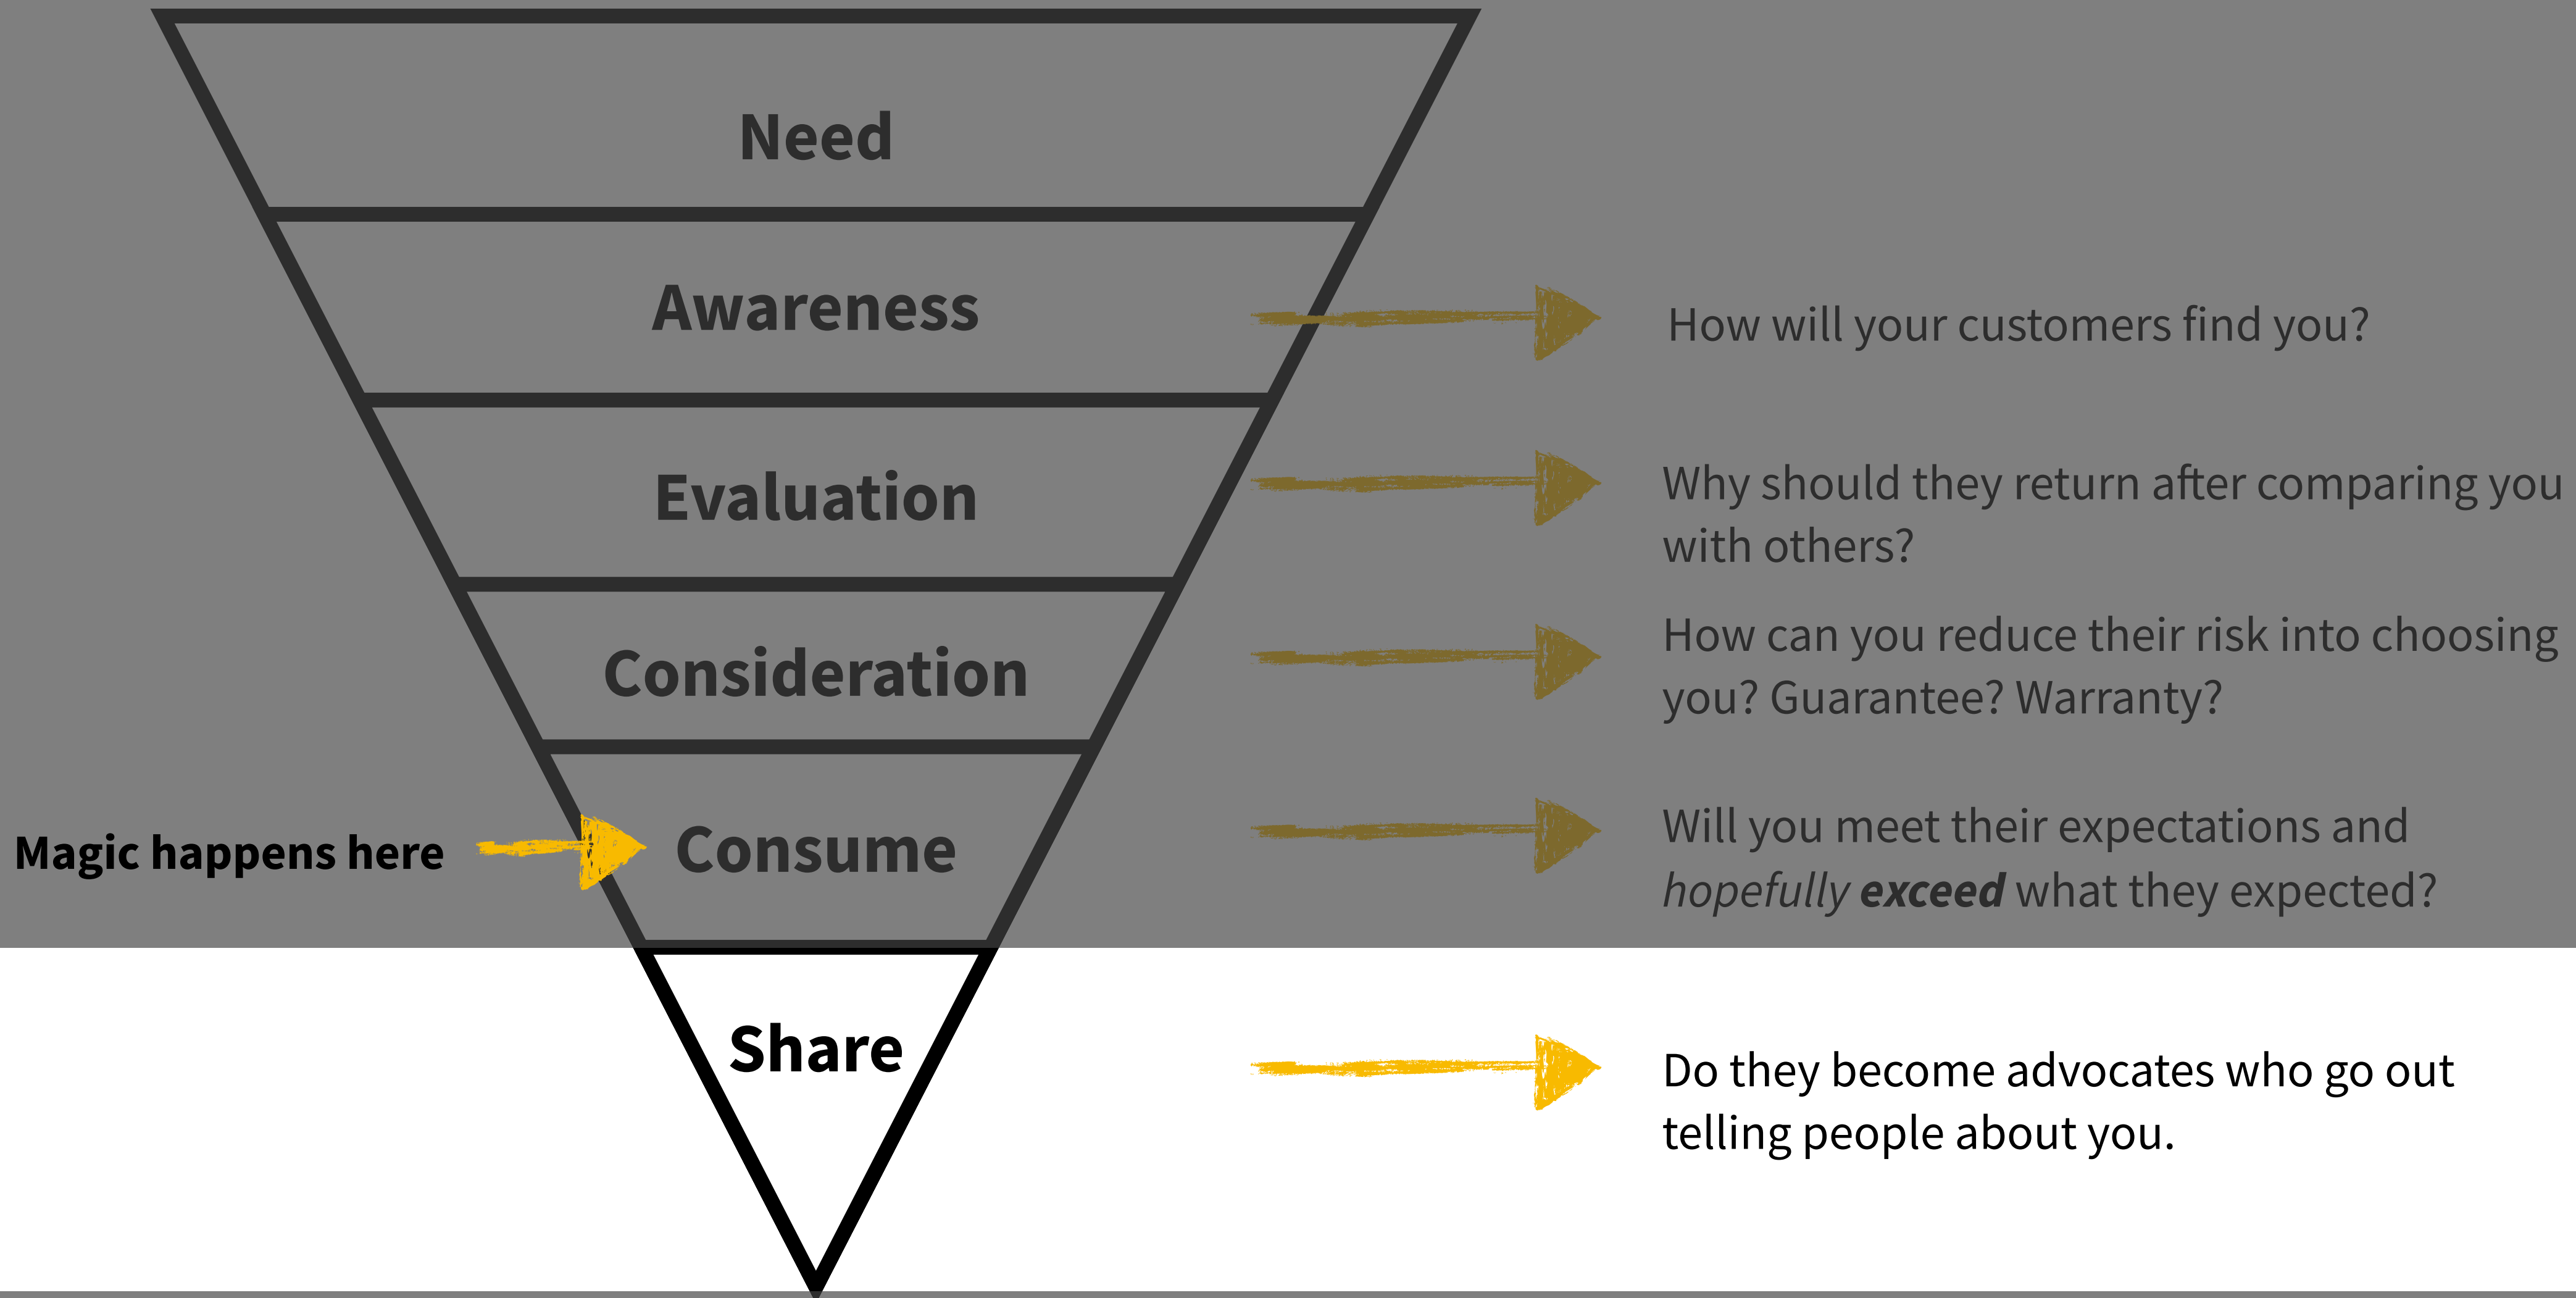 Need
Awareness
How will your customers find you?
Evaluation
Why should they return after comparing you
with others?
Consideration
How can you reduce their risk into choosing
you? Guarantee? Warranty?
Magic happens here
Consume
Will you meet their expectations and
hopefully exceed what they expected?
Share
Do they become advocates who go out
telling people about you.